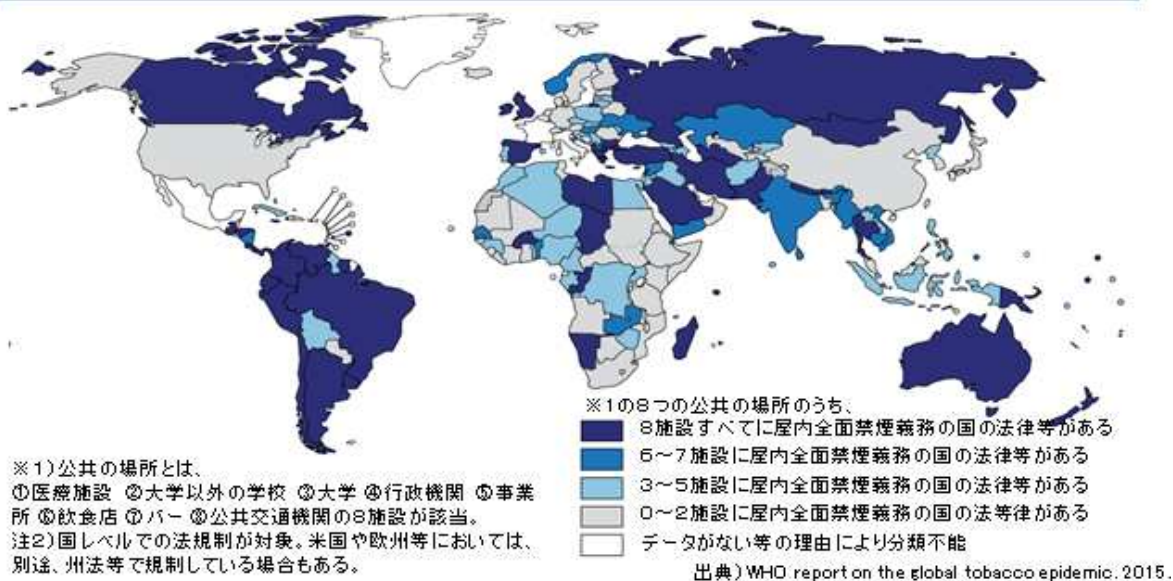 ※1の8つの公共の場所のうち、
8施設すべてに屋内全面禁煙義務の国の法律等がある
6～7施設に屋内全面禁煙義務の国の法律等がある
3～5施設に屋内全面禁煙義務の国の法律等がある
0～2施設に屋内全面禁煙義務の国の法等律がある
データがない等の理由により分類不能
※1)公共の場所とは、
①医療施設 ②大学以外の学校 ③大学 ④行政機関 ⑤事業
所 ⑥飲食店 ⑦バー ⑧公共交通機関の8施設が該当。
注2)国レベルでの法規制が対象。米国や欧州等においては、
別途、州法等で規制している場合もある。
出典)WHO report on the global tobacco epidemic. 2015.